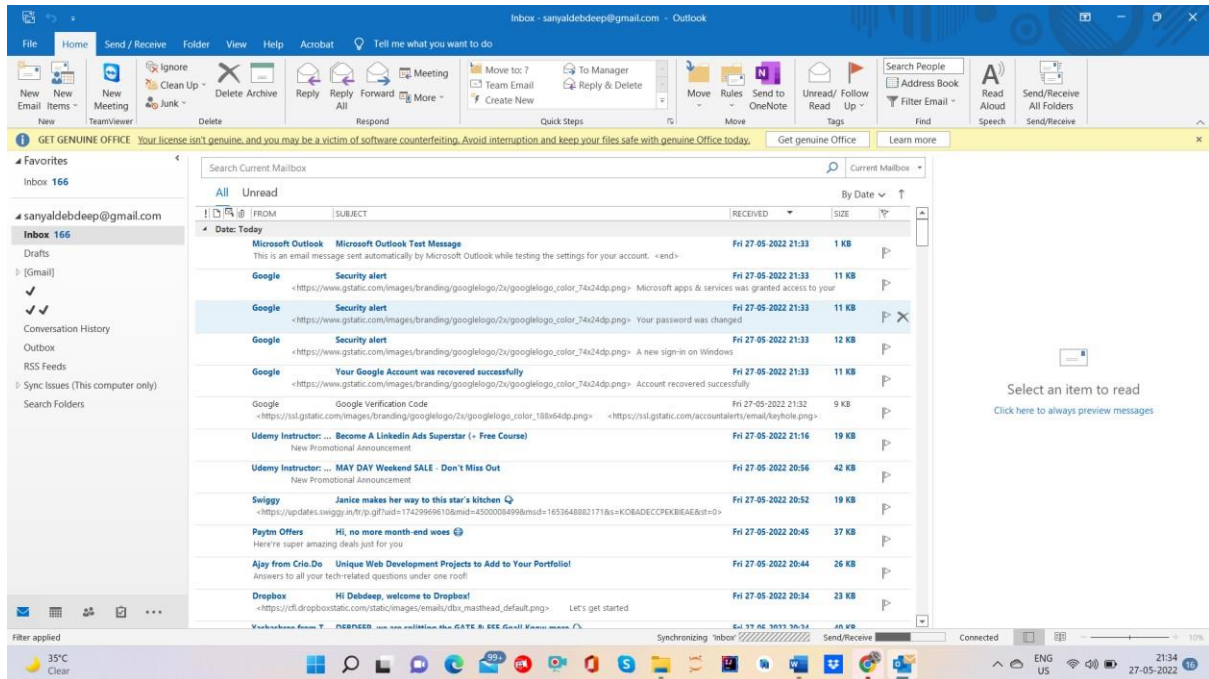 Inbox - sanyaldebdeep@gmail.com - Outlook
File Home Send / Receive Folder View Help Acrobat Tell me what you want to do
New Email
New Items
New Meeting
Ignore
Clean Up
Junk
Delete Archive
Reply Reply All Forward
Meeting
More
Move to: ? To Manager
Team Email Reply & Delete
Create New
Move Rules Send to OneNote
Unread/ Read Follow Up
Search People
Address Book
Filter Email
Read Aloud
Send/Receive All Folders
New TeamViewer Delete Respond Quick Steps Move Tags Find Speech Send/Receive
GET GENUINE OFFICE Your license isn't genuine, and you may be a victim of software counterfeiting. Avoid interruption and keep your files safe with genuine Office today. Get genuine Office Learn more
Favorites
Inbox 166
sanyaldebdeep@gmail.com
Inbox 166
Drafts
[Gmail]
Conversation History
Outbox
RSS Feeds
Sync Issues (This computer only)
Search Folders
Search Current Mailbox Current Mailbox
All Unread By Date
FROM SUBJECT RECEIVED SIZE
Date: Today
Microsoft Outlook Microsoft Outlook Test Message Fri 27-05-2022 21:33 1 KB
This is an email message sent automatically by Microsoft Outlook while testing the settings for your account. <end>
Google Security alert Fri 27-05-2022 21:33 11 KB
<https://www.gstatic.com/images/branding/googlelogo/2x/googlelogo_color_74x24dp.png> Microsoft apps & services was granted access to your
Google Security alert Fri 27-05-2022 21:33 11 KB
<https://www.gstatic.com/images/branding/googlelogo/2x/googlelogo_color_74x24dp.png> Your password was changed
Google Security alert Fri 27-05-2022 21:33 12 KB
<https://www.gstatic.com/images/branding/googlelogo/2x/googlelogo_color_74x24dp.png> A new sign-in on Windows
Google Your Google Account was recovered successfully Fri 27-05-2022 21:33 11 KB
<https://www.gstatic.com/images/branding/googlelogo/2x/googlelogo_color_74x24dp.png> Account recovered successfully
Google Google Verification Code Fri 27-05-2022 21:32 9 KB
<https://ssl.gstatic.com/images/branding/googlelogo/2x/googlelogo_color_188x64dp.png> <https://ssl.gstatic.com/accountalerts/email/keyhole.png>
Udemy Instructor: ... Become A Linkedin Ads Superstar (+ Free Course) Fri 27-05-2022 21:16 19 KB
New Promotional Announcement
Udemy Instructor: ... MAY DAY Weekend SALE - Don't Miss Out Fri 27-05-2022 20:56 42 KB
New Promotional Announcement
Swiggy Janice makes her way to this star's kitchen Fri 27-05-2022 20:52 19 KB
Paytm Offers Hi, no more month-end woes Fri 27-05-2022 20:45 37 KB
Here're super amazing deals just for you
Ajay from Crio.Do Unique Web Development Projects to Add to Your Portfolio! Fri 27-05-2022 20:44 26 KB
Answers to all your tech-related questions under one roof!
Dropbox Hi Debdeep, welcome to Dropbox! Fri 27-05-2022 20:34 23 KB
<https://cfl.dropboxstatic.com/static/images/emails/dbx_masthead_default.png> Let's get started
Select an item to read
Click here to always preview messages
Filter applied Synchronizing 'Inbox' Send/Receive Connected 10%
35°C
Clear
99+
ENG
US
21:34
27-05-2022
16